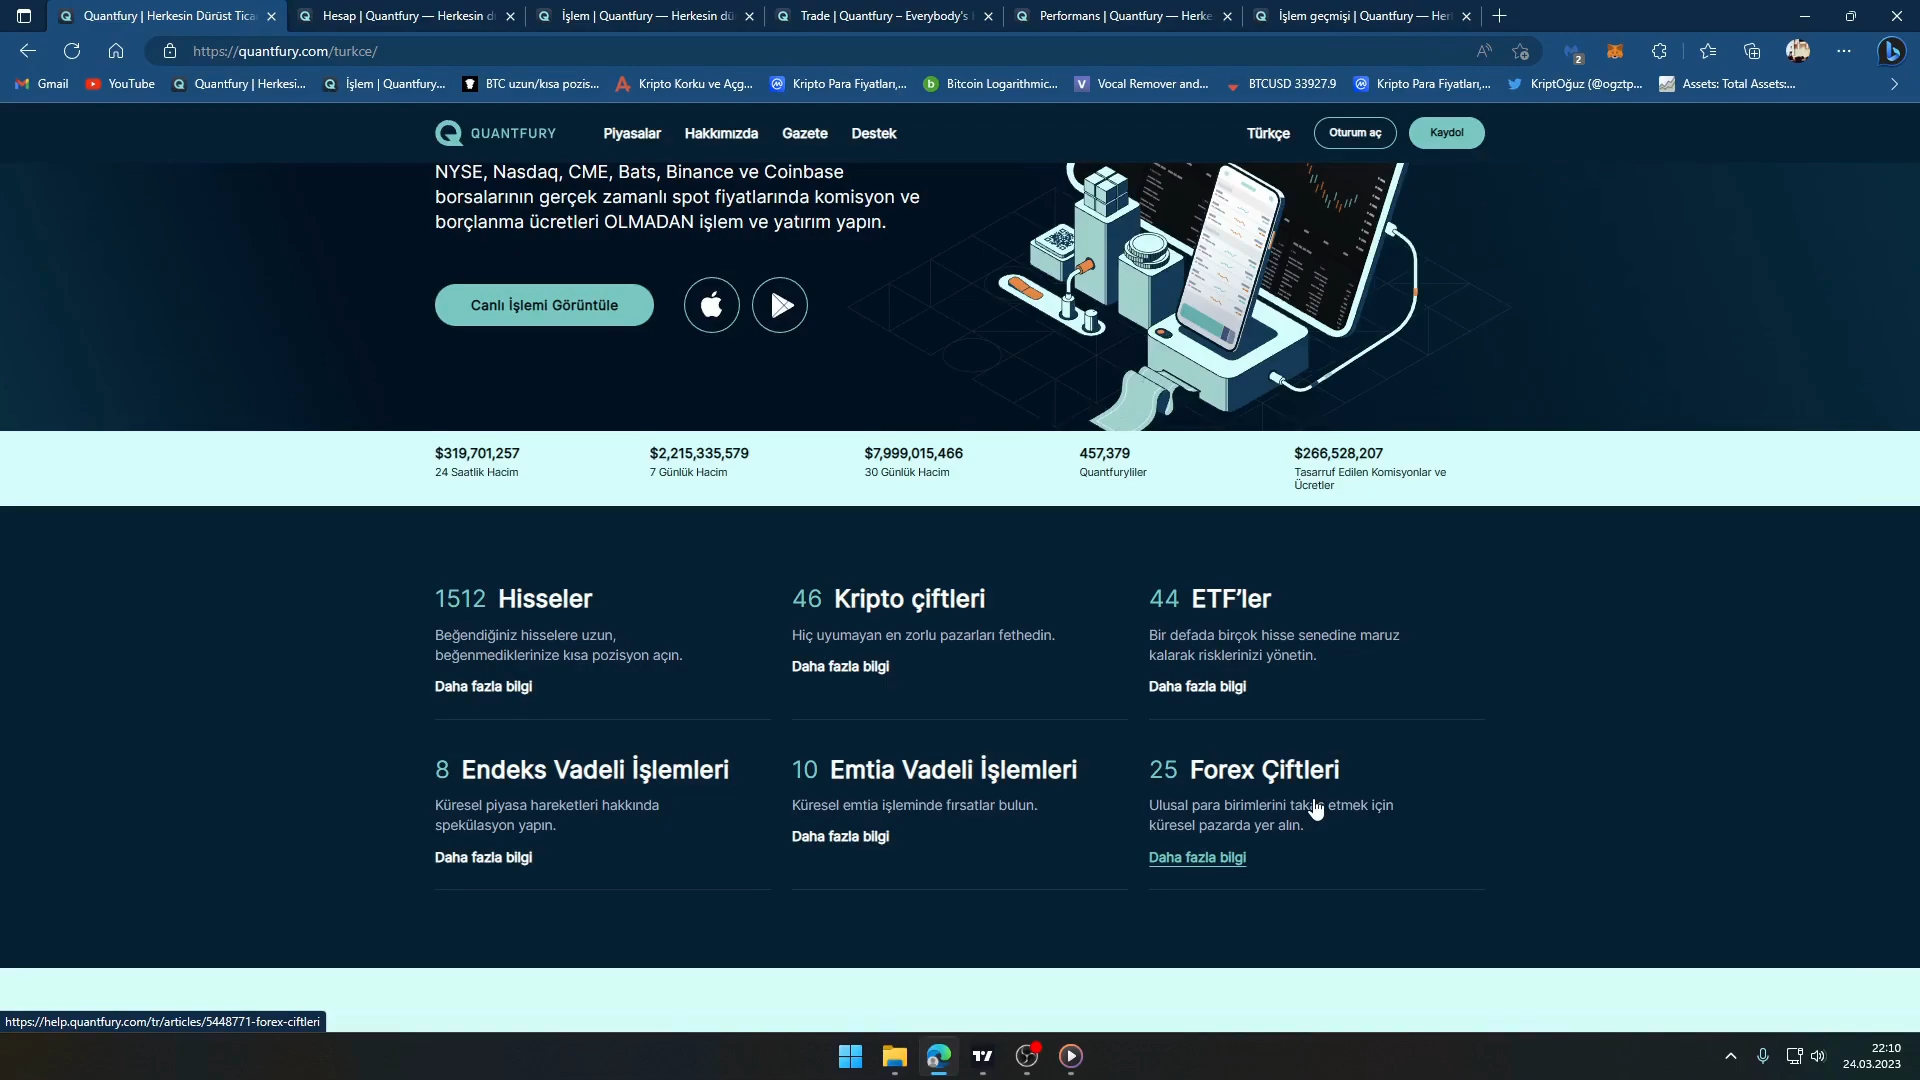 Quantfury | Herkesin Dürüst Tica
Hesap | Quantfury — Herkesin d
İşlem | Quantfury — Herkesin dü
Trade | Quantfury – Everybody's
Performans | Quantfury — Herke
İşlem geçmişi | Quantfury — Her
https://quantfury.com/turkce/
2
Gmail
YouTube
Quantfury | Herkesi...
İşlem | Quantfury...
BTC uzun/kısa pozis...
Kripto Korku ve Açg...
Kripto Para Fiyatları,...
Bitcoin Logarithmic...
Vocal Remover and...
BTCUSD 33927.9
Kripto Para Fiyatları,...
KriptOğuz (@ogztp...
Assets: Total Assets:...
QUANTFURY
Piyasalar
Hakkımızda
Gazete
Destek
Türkçe
Oturum aç
Kaydol
NYSE, Nasdaq, CME, Bats, Binance ve Coinbase
borsalarının gerçek zamanlı spot fiyatlarında komisyon ve
borçlanma ücretleri OLMADAN işlem ve yatırım yapın.
Canlı İşlemi Görüntüle
$319,701,257
24 Saatlik Hacim
$2,215,335,579
7 Günlük Hacim
$7,999,015,466
30 Günlük Hacim
457,379
Quantfuryliler
$266,528,207
Tasarruf Edilen Komisyonlar ve
Ücretler
1512 Hisseler
Beğendiğiniz hisselere uzun,
beğenmediklerinize kısa pozisyon açın.
Daha fazla bilgi
46 Kripto çiftleri
Hiç uyumayan en zorlu pazarları fethedin.
Daha fazla bilgi
44 ETF'ler
Bir defada birçok hisse senedine maruz
kalarak risklerinizi yönetin.
Daha fazla bilgi
8 Endeks Vadeli İşlemleri
Küresel piyasa hareketleri hakkında
spekülasyon yapın.
Daha fazla bilgi
10 Emtia Vadeli İşlemleri
Küresel emtia işleminde fırsatlar bulun.
Daha fazla bilgi
25 Forex Çiftleri
Ulusal para birimlerini takas etmek için
küresel pazarda yer alın.
Daha fazla bilgi
https://help.quantfury.com/tr/articles/5448771-forex-ciftleri
22:10
24.03.2023